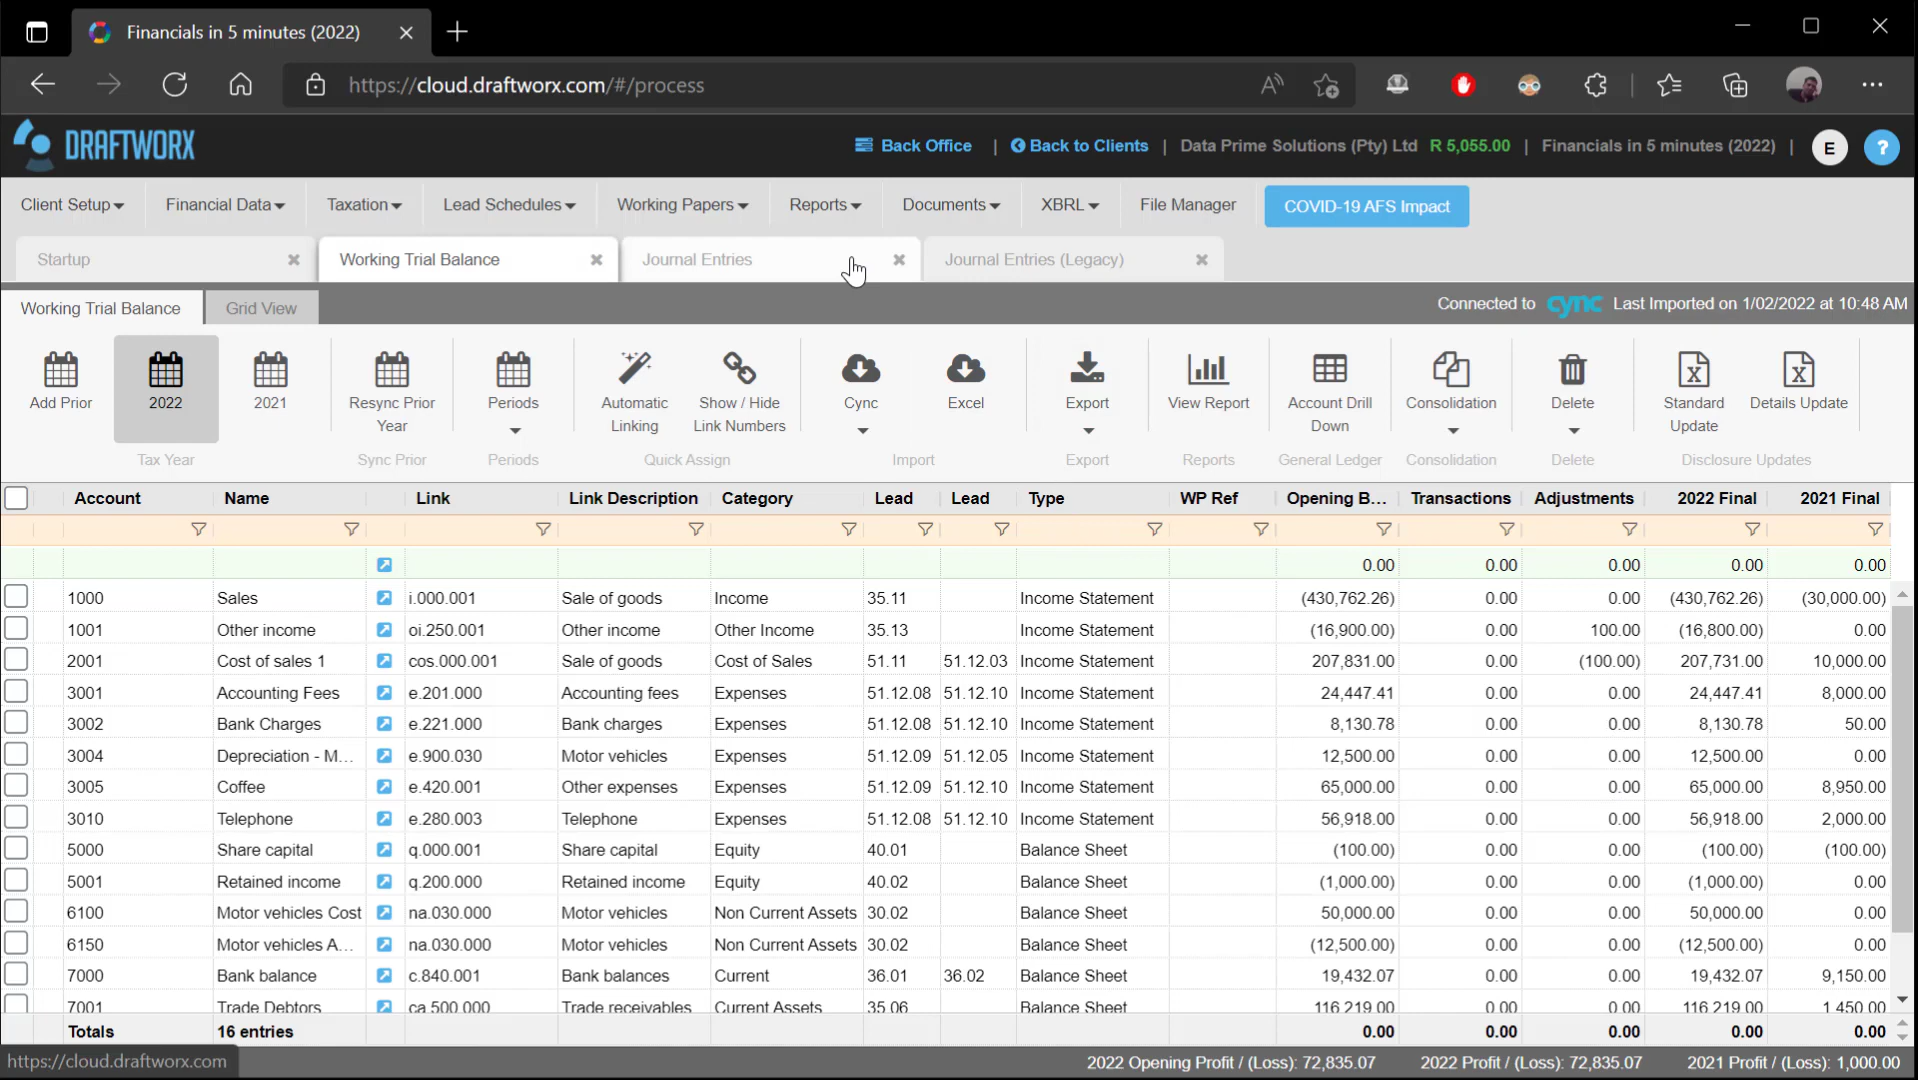 Financials in 5 minutes (2022)
https://cloud.draftworx.com/#/process
DRAFTWORX
Back Office | Back to Clients | Data Prime Solutions (Pty) Ltd R 5,055.00 | Financials in 5 minutes (2022) | E ?
Client Setup Financial Data Taxation Lead Schedules Working Papers Reports Documents XBRL File Manager COVID-19 AFS Impact
Startup Working Trial Balance Journal Entries Journal Entries (Legacy)
Working Trial Balance Grid View Connected to cync Last Imported on 1/02/2022 at 10:48 AM
Add Prior 2022 2021 Resync Prior Year Periods Automatic Linking Show / Hide Link Numbers Cync Excel Export View Report Account Drill Down Consolidation Delete Standard Update Details Update
Tax Year Sync Prior Periods Quick Assign Import Export Reports General Ledger Consolidation Delete Disclosure Updates
Account Name Link Link Description Category Lead Lead Type WP Ref Opening B... Transactions Adjustments 2022 Final 2021 Final
0.00 0.00 0.00 0.00 0.00
1000 Sales i.000.001 Sale of goods Income 35.11 Income Statement (430,762.26) 0.00 0.00 (430,762.26) (30,000.00)
1001 Other income oi.250.001 Other income Other Income 35.13 Income Statement (16,900.00) 0.00 100.00 (16,800.00) 0.00
2001 Cost of sales 1 cos.000.001 Sale of goods Cost of Sales 51.11 51.12.03 Income Statement 207,831.00 0.00 (100.00) 207,731.00 10,000.00
3001 Accounting Fees e.201.000 Accounting fees Expenses 51.12.08 51.12.10 Income Statement 24,447.41 0.00 0.00 24,447.41 8,000.00
3002 Bank Charges e.221.000 Bank charges Expenses 51.12.08 51.12.10 Income Statement 8,130.78 0.00 0.00 8,130.78 50.00
3004 Depreciation - M... e.900.030 Motor vehicles Expenses 51.12.09 51.12.05 Income Statement 12,500.00 0.00 0.00 12,500.00 0.00
3005 Coffee e.420.001 Other expenses Expenses 51.12.09 51.12.10 Income Statement 65,000.00 0.00 0.00 65,000.00 8,950.00
3010 Telephone e.280.003 Telephone Expenses 51.12.08 51.12.10 Income Statement 56,918.00 0.00 0.00 56,918.00 2,000.00
5000 Share capital q.000.001 Share capital Equity 40.01 Balance Sheet (100.00) 0.00 0.00 (100.00) (100.00)
5001 Retained income q.200.000 Retained income Equity 40.02 Balance Sheet (1,000.00) 0.00 0.00 (1,000.00) 0.00
6100 Motor vehicles Cost na.030.000 Motor vehicles Non Current Assets 30.02 Balance Sheet 50,000.00 0.00 0.00 50,000.00 0.00
6150 Motor vehicles A... na.030.000 Motor vehicles Non Current Assets 30.02 Balance Sheet (12,500.00) 0.00 0.00 (12,500.00) 0.00
7000 Bank balance c.840.001 Bank balances Current 36.01 36.02 Balance Sheet 19,432.07 0.00 0.00 19,432.07 9,150.00
7001 Trade Debtors ca.500.000 Trade receivables Current Assets 35.06 Balance Sheet 116,219.00 0.00 0.00 116,219.00 1,450.00
Totals 16 entries 0.00 0.00 0.00 0.00 0.00
https://cloud.draftworx.com 2022 Opening Profit / (Loss): 72,835.07 2022 Profit / (Loss): 72,835.07 2021 Profit / (Loss): 1,000.00